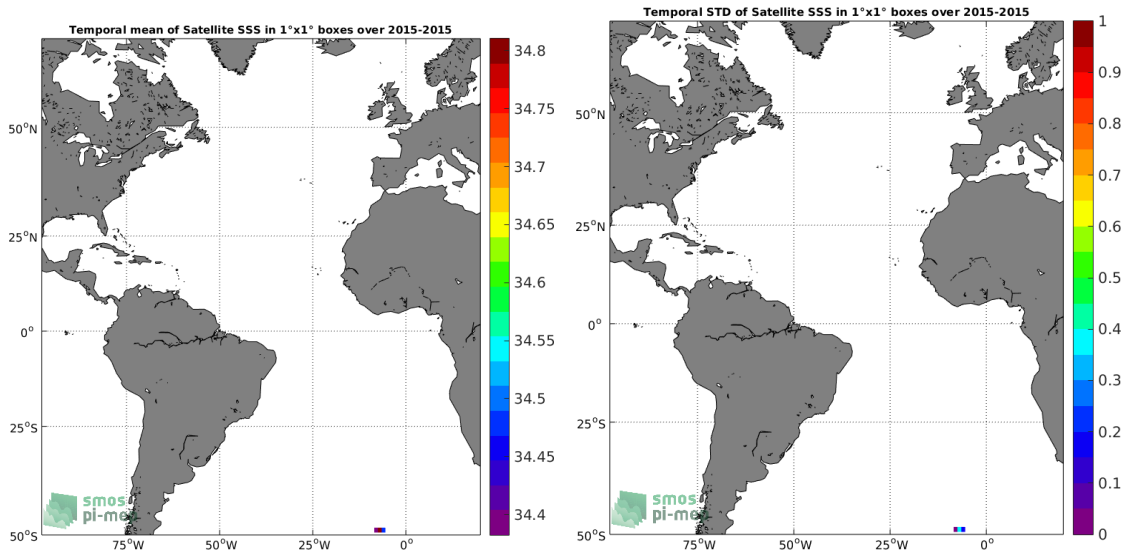 Temporal mean of Satellite SSS in 1°x1° boxes over 2015-2015
34.8
34.75
34.7
34.65
34.6
34.55
34.5
34.45
34.4
50°N
25°N
0°
25°S
50°S
75°W
50°W
25°W
0°
smos
pi-mep
Temporal STD of Satellite SSS in 1°x1° boxes over 2015-2015
1
0.9
0.8
0.7
0.6
0.5
0.4
0.3
0.2
0.1
0
50°N
25°N
0°
25°S
50°S
75°W
50°W
25°W
0°
smos
pi-mep